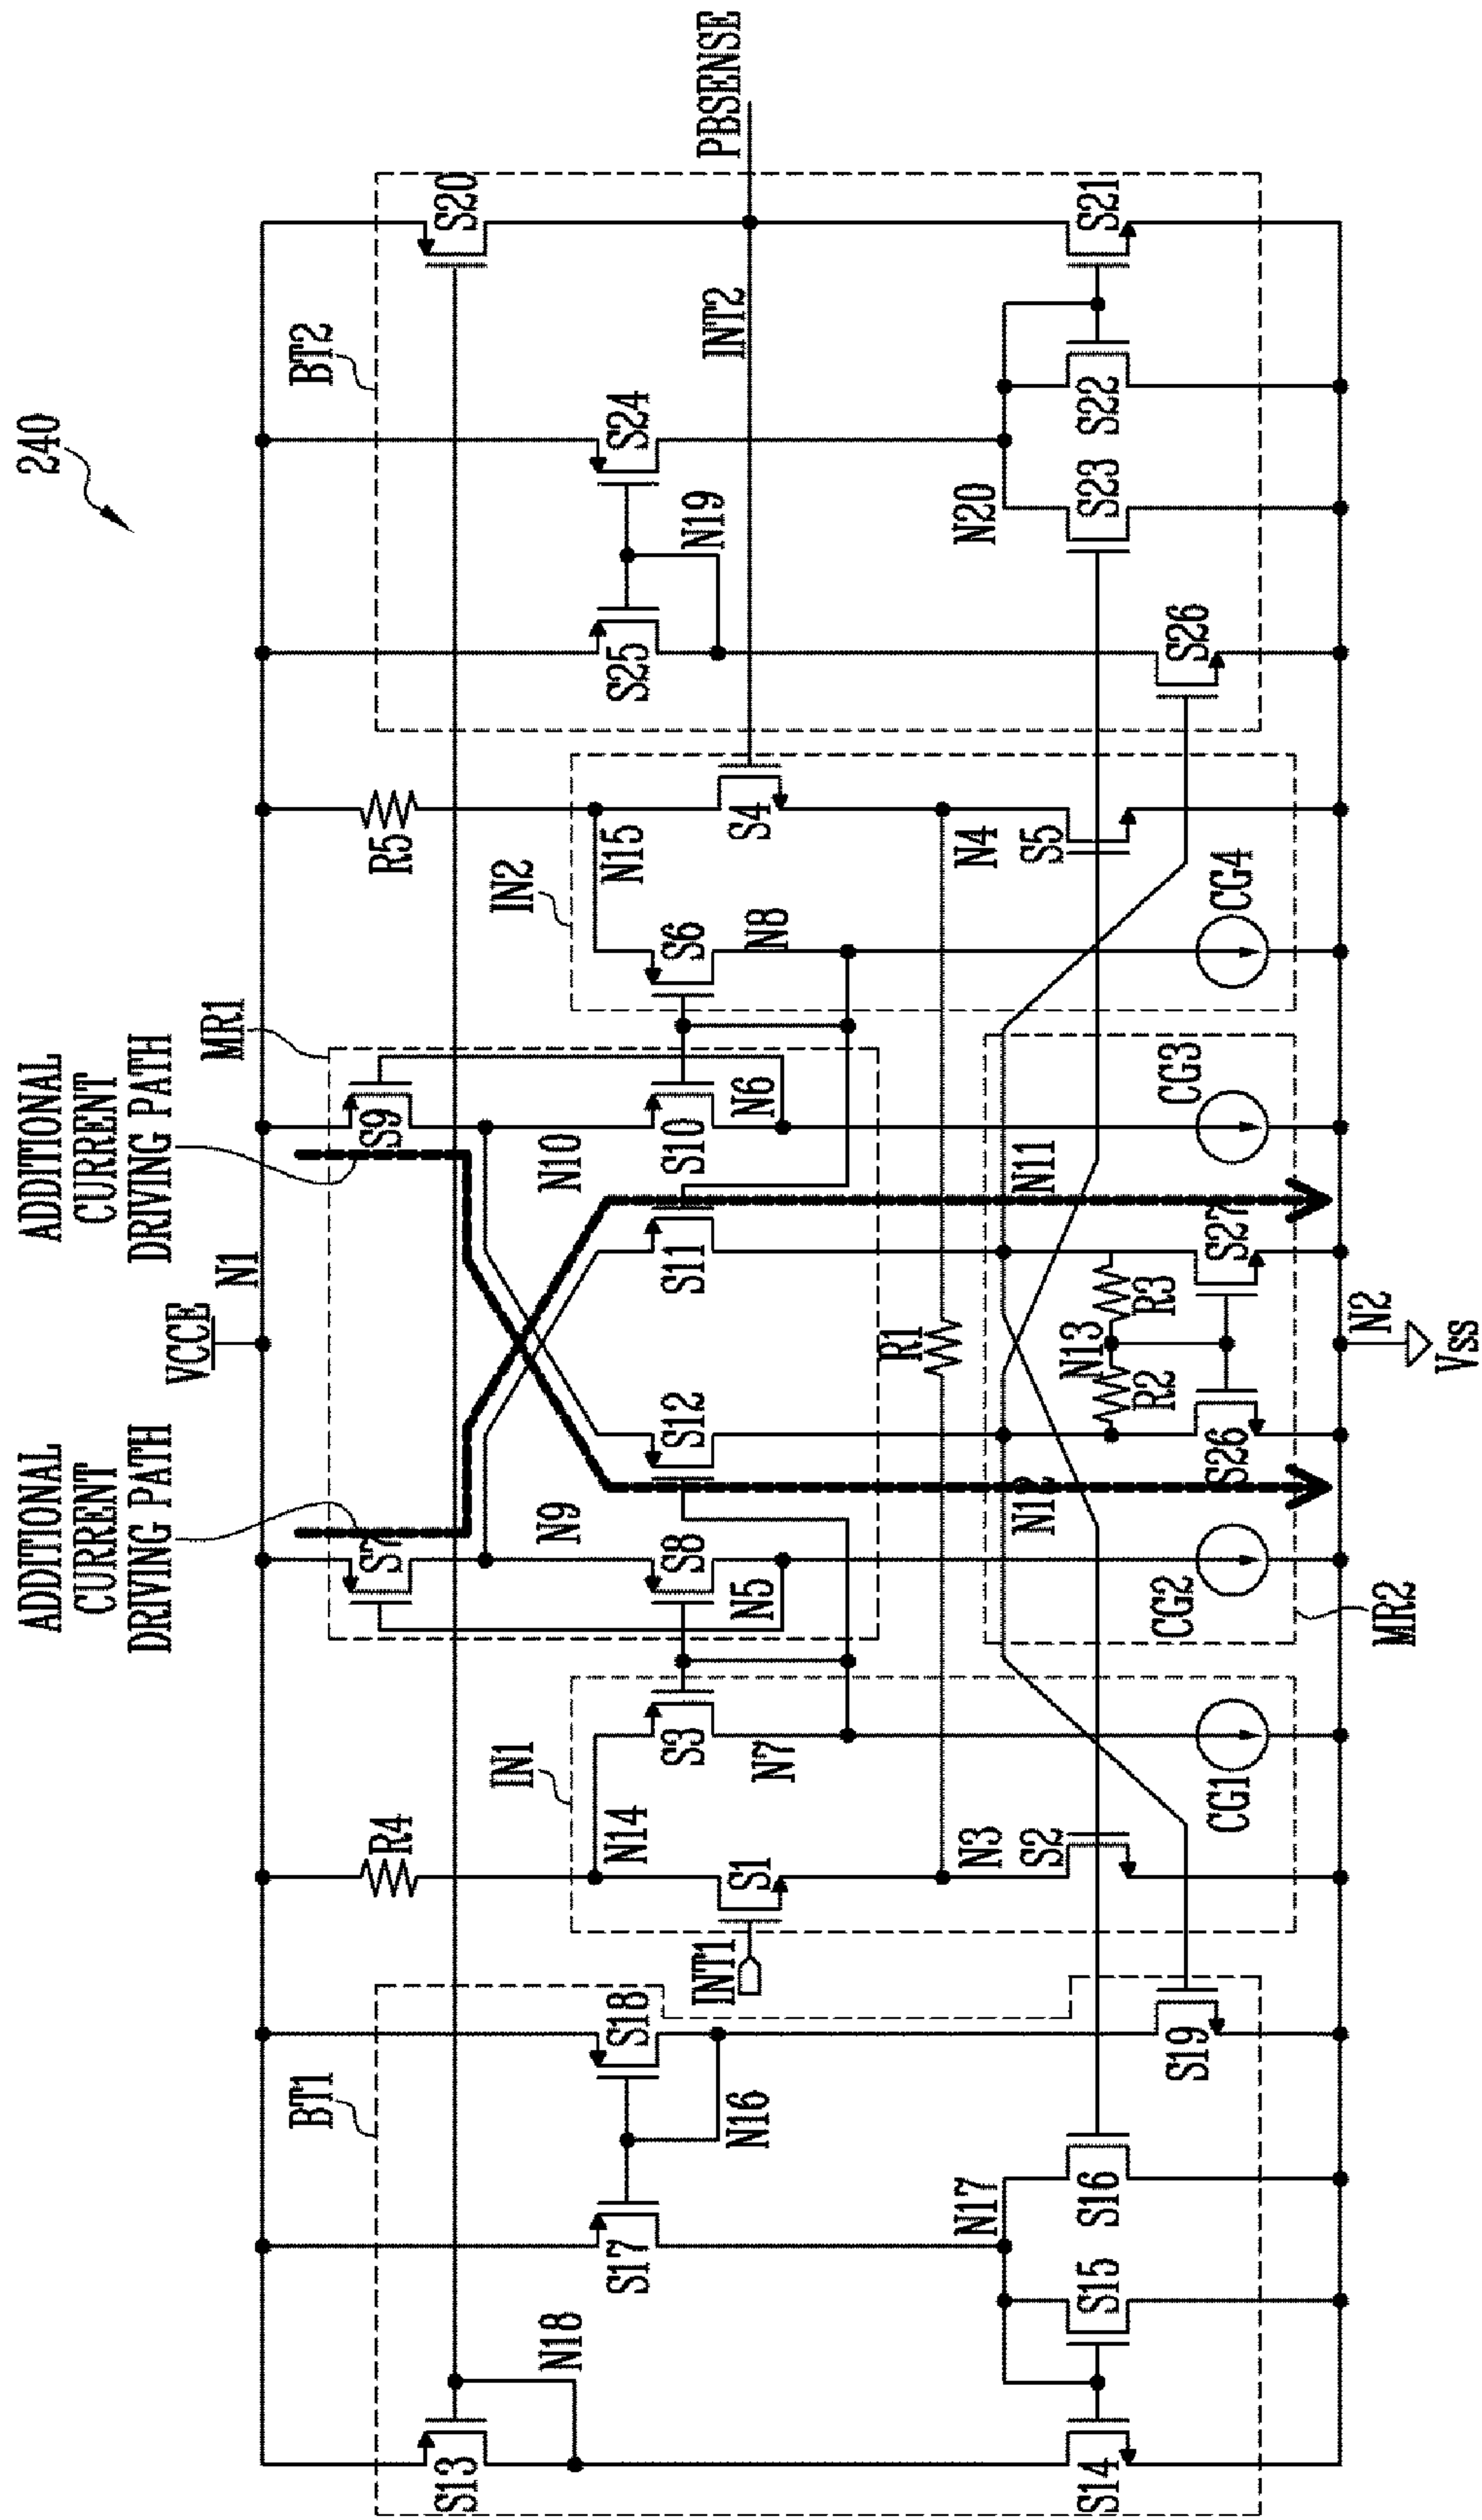 240
ADDITIONAL
CURRENT
DRIVING PATH
ADDITIONAL
CURRENT
DRIVING PATH
VCCE
N1
MR1
BT1
BT2
S13
N18
S17
S18
N16
N17
S14
S15
S16
S19
R4
IN1
N14
INT1
S1
S3
N7
N3
S2
CG1
S7
N9
S8
N5
CG2
S12
N12
S9
N10
S10
N6
S11
N11
CG3
R1
N13
R2
R3
S26
S27
MR2
N2
Vss
R5
IN2
N15
S6
N8
S4
N4
S5
CG4
S25
S24
N19
INT2
PBSENSE
S20
N20
S23
S22
S21
S26